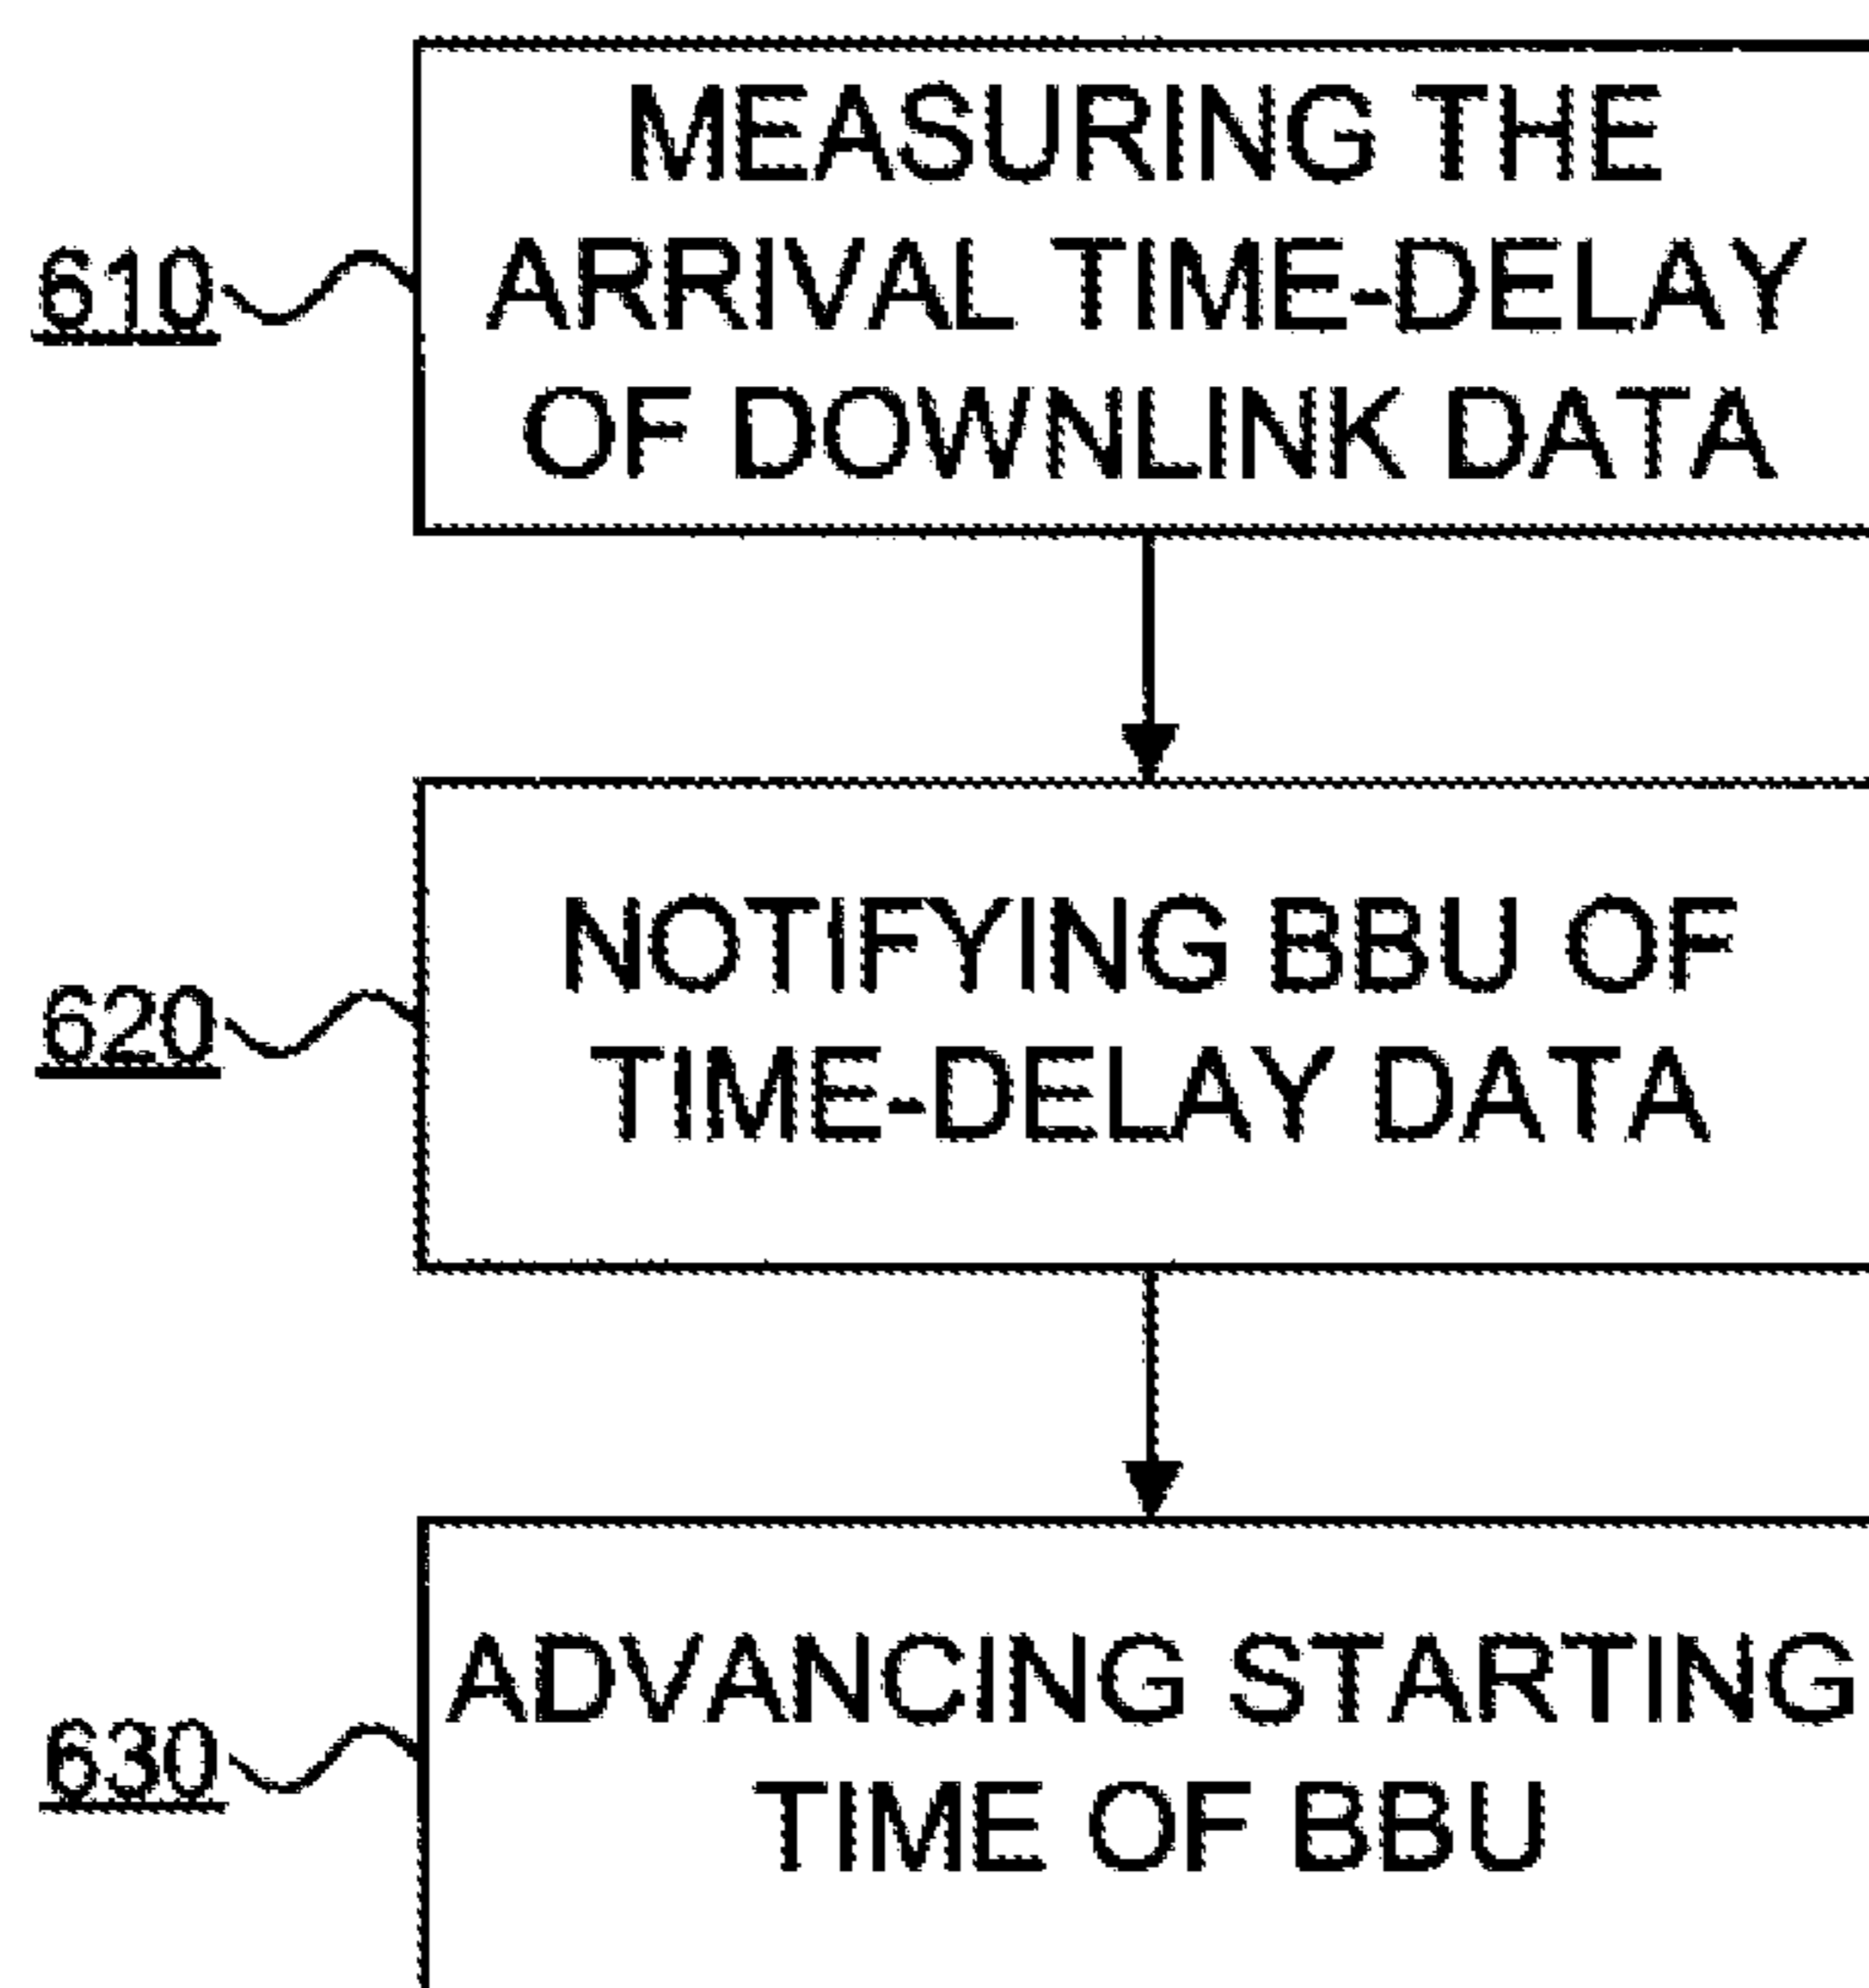 MEASURING THE
ARRIVAL TIME-DELAY
OF DOWNLINK DATA
610
NOTIFYING BBU OF
TIME-DELAY DATA
620
ADVANCING STARTING
TIME OF BBU
630